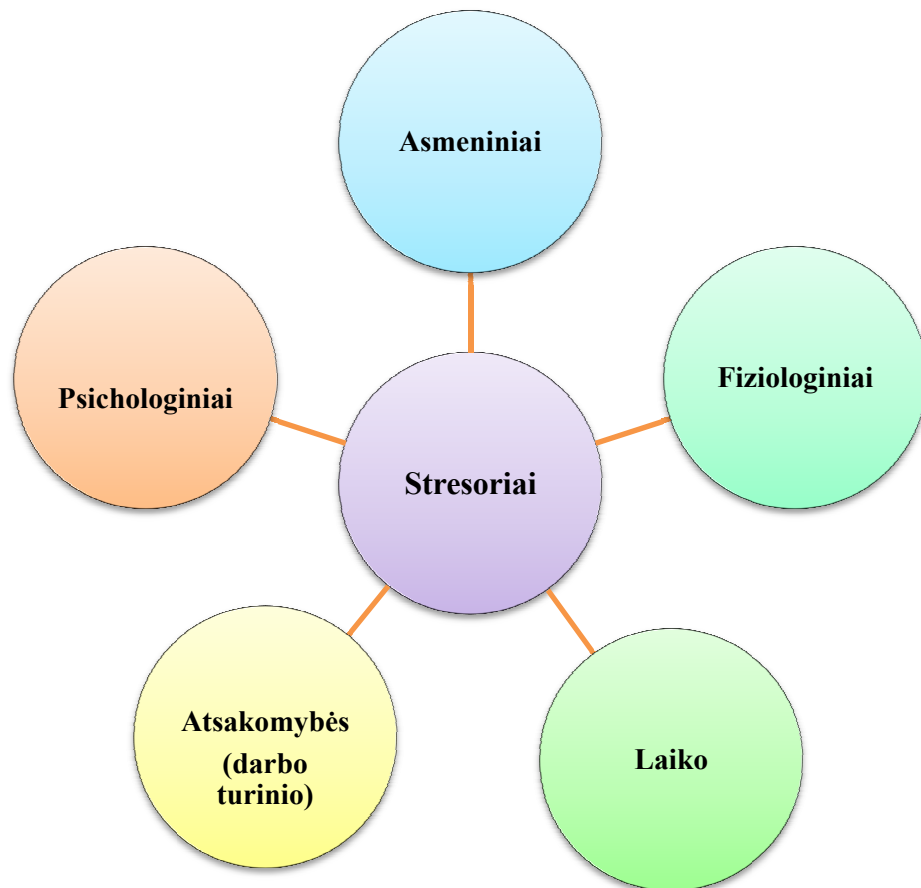 Asmeniniai
Fiziologiniai
Psichologiniai
Stresoriai
Atsakomybės
(darbo
turinio)
Laiko